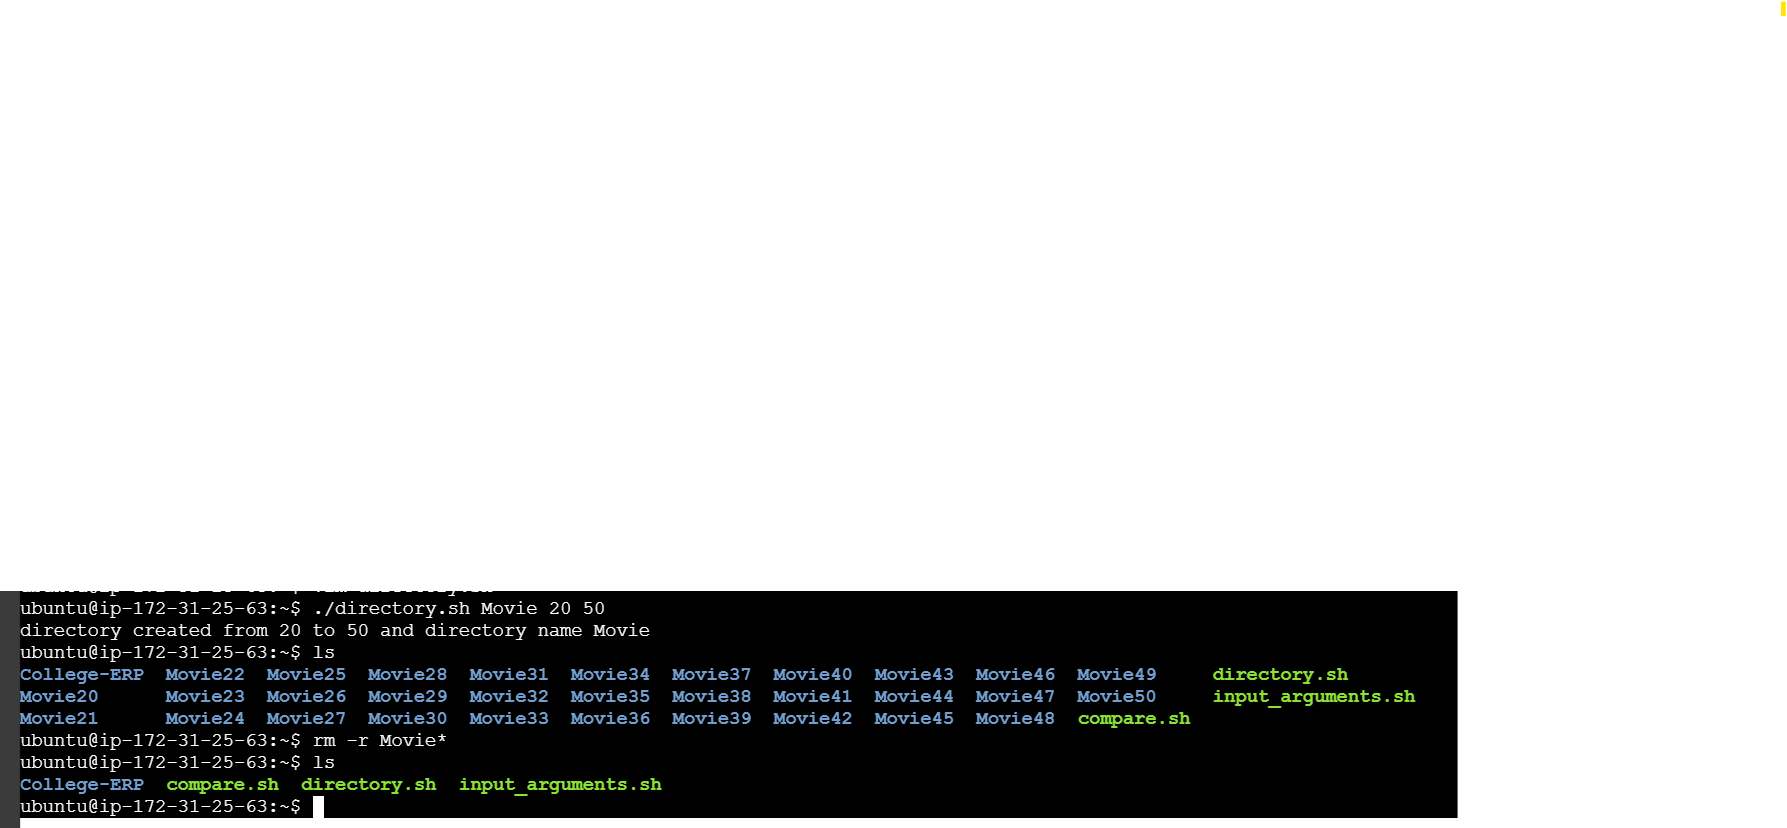 ubuntu@ip-172-31-25-63:~$ ./directory.sh Movie 20 50
directory created from 20 to 50 and directory name Movie
ubuntu@ip-172-31-25-63:~$ ls
College-ERP Movie22 Movie25 Movie28 Movie31 Movie34 Movie37 Movie40 Movie43 Movie46 Movie49 directory.sh
Movie20 Movie23 Movie26 Movie29 Movie32 Movie35 Movie38 Movie41 Movie44 Movie47 Movie50 input_arguments.sh
Movie21 Movie24 Movie27 Movie30 Movie33 Movie36 Movie39 Movie42 Movie45 Movie48 compare.sh
ubuntu@ip-172-31-25-63:~$ rm -r Movie*
ubuntu@ip-172-31-25-63:~$ ls
College-ERP compare.sh directory.sh input_arguments.sh
ubuntu@ip-172-31-25-63:~$